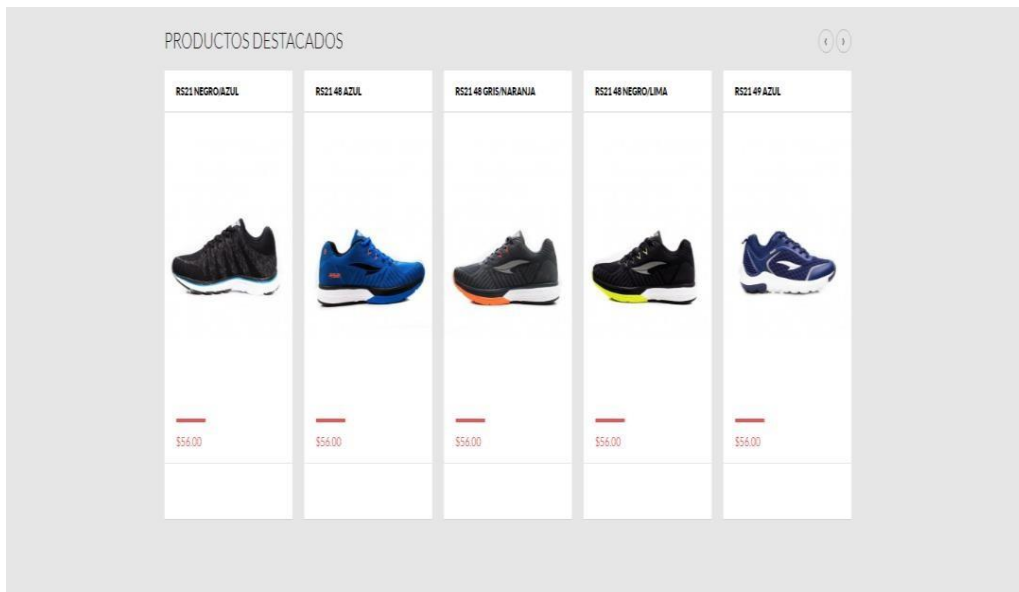 PRODUCTOS DESTACADOS
RS21 NEGRO/AZUL
RS21 48 AZUL
RS21 48 GRIS/NARANJA
RS21 48 NEGRO/LIMA
RS21 49 AZUL
$56.00
$56.00
$56.00
$56.00
$56.00